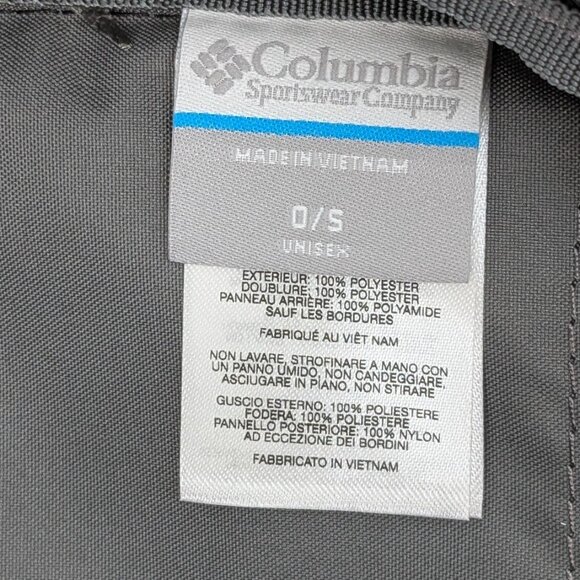 Columbia
Sportswear Company
MADE IN VIETNAM
O/S
UNISEX
EXTERIEUR: 100% POLYESTER
DOUBLURE: 100% POLYESTER
PANNEAU ARRIÈRE: 100% POLYAMIDE
SAUF LES BORDURES
FABRIQUÉ AU VIÊT NAM
NON LAVARE, STROFINARE A MANO CON
UN PANNO UMIDO, NON CANDEGGIARE,
ASCIUGARE IN PIANO, NON STIRARE
GUSCIO ESTERNO: 100% POLIESTERE
FODERA: 100% POLIESTERE
PANNELLO POSTERIORE: 100% NYLON
AD ECCEZIONE DEI BORDINI
FABBRICATO IN VIETNAM